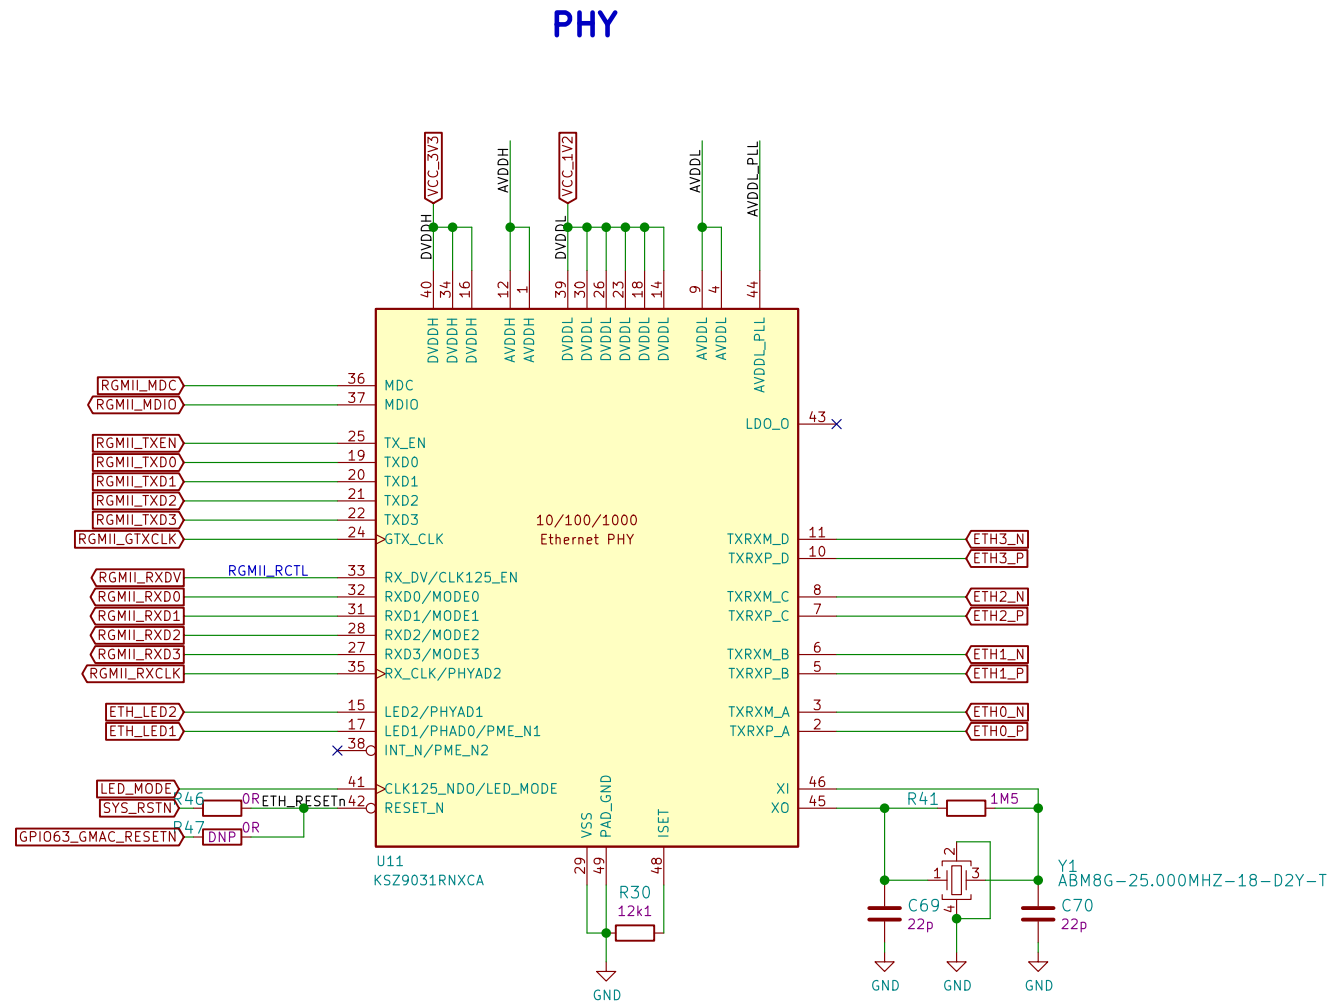 PHY
VCC_3V3
AVDDH
VCC_1V2
AVDDL
AVDDL_PLL
DVDDH
DVDDL
40
34
16
12
1
39
30
26
23
18
14
9
4
44
DVDDH
DVDDH
DVDDH
AVDDH
AVDDH
DVDDL
DVDDL
DVDDL
DVDDL
DVDDL
DVDDL
AVDDL
AVDDL
AVDDL_PLL
RGMII_MDC 36 MDC
RGMII_MDIO 37 MDIO
LDO_O 43
RGMII_TXEN 25 TX_EN
RGMII_TXD0 19 TXD0
RGMII_TXD1 20 TXD1
RGMII_TXD2 21 TXD2
RGMII_TXD3 22 TXD3
RGMII_GTXCLK 24 GTX_CLK
10/100/1000
Ethernet PHY
TXRXM_D 11 ETH3_N
TXRXP_D 10 ETH3_P
RGMII_RXDV RGMII_RCTL 33 RX_DV/CLK125_EN
RGMII_RXD0 32 RXD0/MODE0
TXRXM_C 8 ETH2_N
RGMII_RXD1 31 RXD1/MODE1
TXRXP_C 7 ETH2_P
RGMII_RXD2 28 RXD2/MODE2
RGMII_RXD3 27 RXD3/MODE3
TXRXM_B 6 ETH1_N
RGMII_RXCLK 35 RX_CLK/PHYAD2
TXRXP_B 5 ETH1_P
ETH_LED2 15 LED2/PHYAD1
TXRXM_A 3 ETH0_N
ETH_LED1 17 LED1/PHAD0/PME_N1
TXRXP_A 2 ETH0_P
38 INT_N/PME_N2
LED_MODE 41 CLK125_NDO/LED_MODE
XI 46
SYS_RSTN R46 0R ETH_RESETn 42 RESET_N
XO 45
R41 1M5
GPIO63_GMAC_RESETN R47 DNP 0R
VSS
PAD_GND
ISET
29
49
48
U11
KSZ9031RNXCA
R30
12k1
GND
2
1
3
4
Y1
ABM8G-25.000MHZ-18-D2Y-T
C69
22p
C70
22p
GND
GND
GND